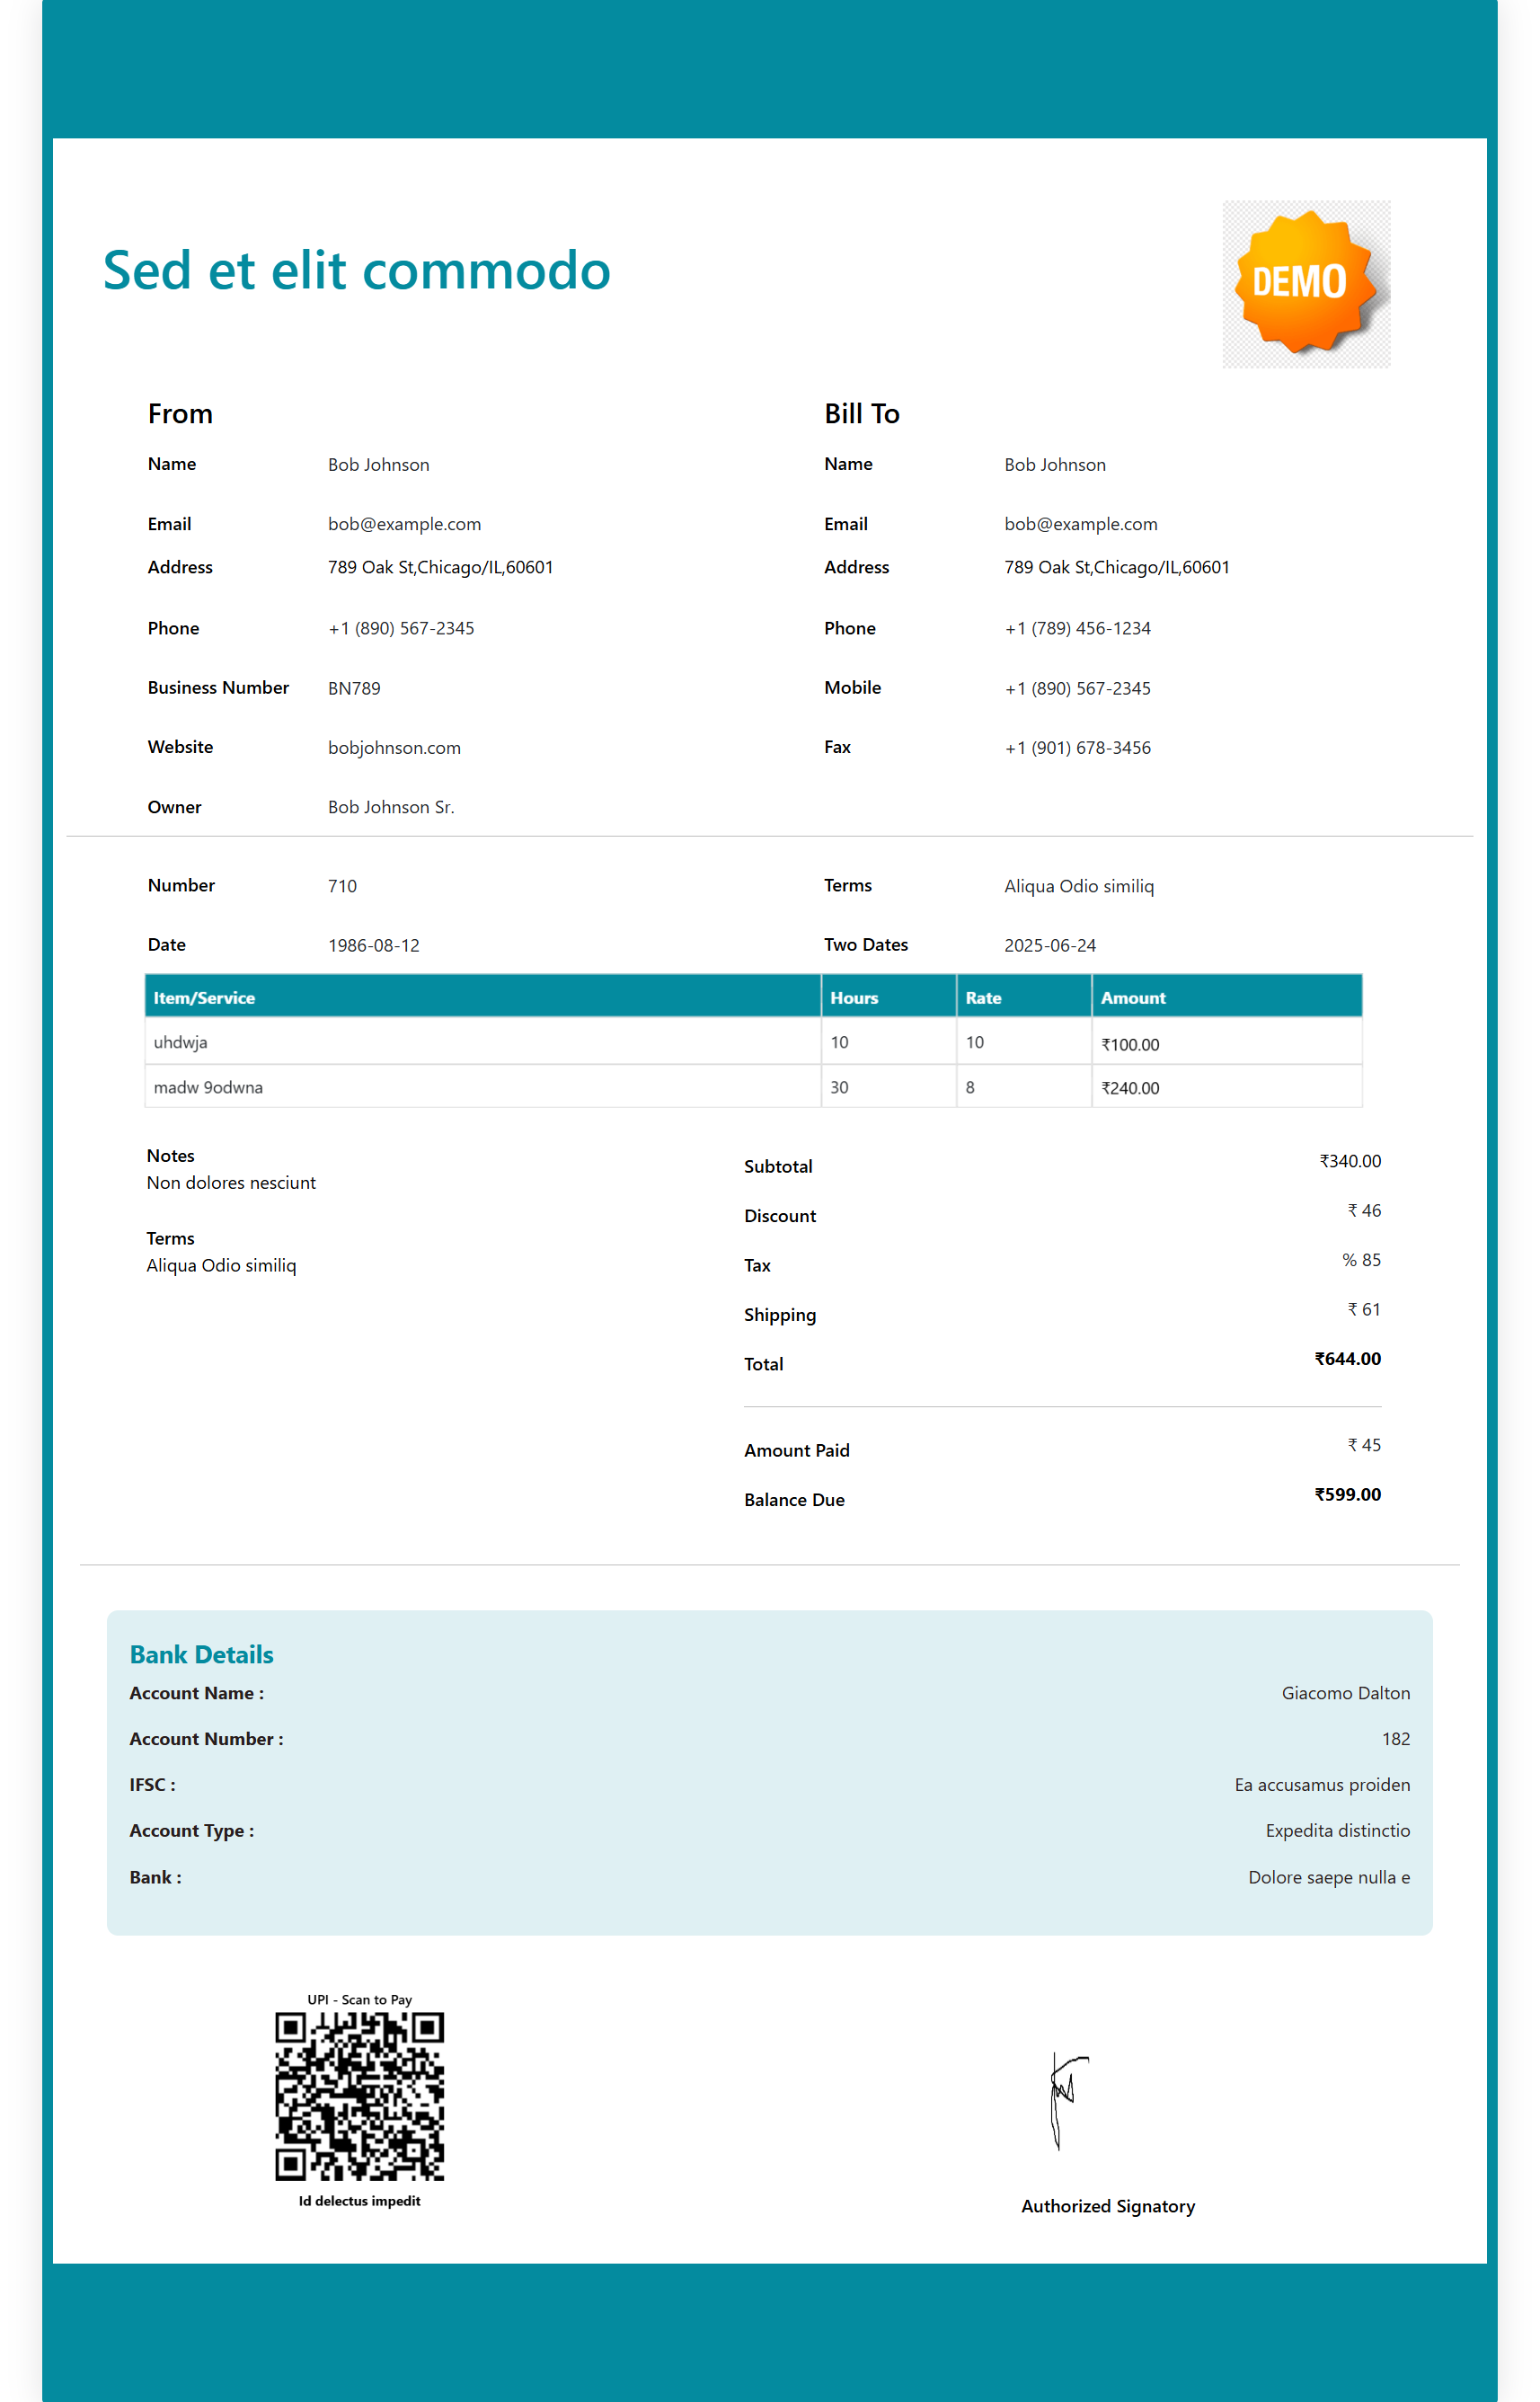 Sed et elit commodo
DEMO
From
Name Bob Johnson
Email bob@example.com
Address 789 Oak St,Chicago/IL,60601
Phone +1 (890) 567-2345
Business Number BN789
Website bobjohnson.com
Owner Bob Johnson Sr.
Bill To
Name Bob Johnson
Email bob@example.com
Address 789 Oak St,Chicago/IL,60601
Phone +1 (789) 456-1234
Mobile +1 (890) 567-2345
Fax +1 (901) 678-3456
Number 710
Date 1986-08-12
Terms Aliqua Odio similiq
Two Dates 2025-06-24
Item/Service Hours Rate Amount
uhdwja 10 10 ₹100.00
madw 9odwna 30 8 ₹240.00
Notes
Non dolores nesciunt
Terms
Aliqua Odio similiq
Subtotal ₹340.00
Discount ₹ 46
Tax % 85
Shipping ₹ 61
Total ₹644.00
Amount Paid ₹ 45
Balance Due ₹599.00
Bank Details
Account Name : Giacomo Dalton
Account Number : 182
IFSC : Ea accusamus proiden
Account Type : Expedita distinctio
Bank : Dolore saepe nulla e
UPI - Scan to Pay
Id delectus impedit
Authorized Signatory